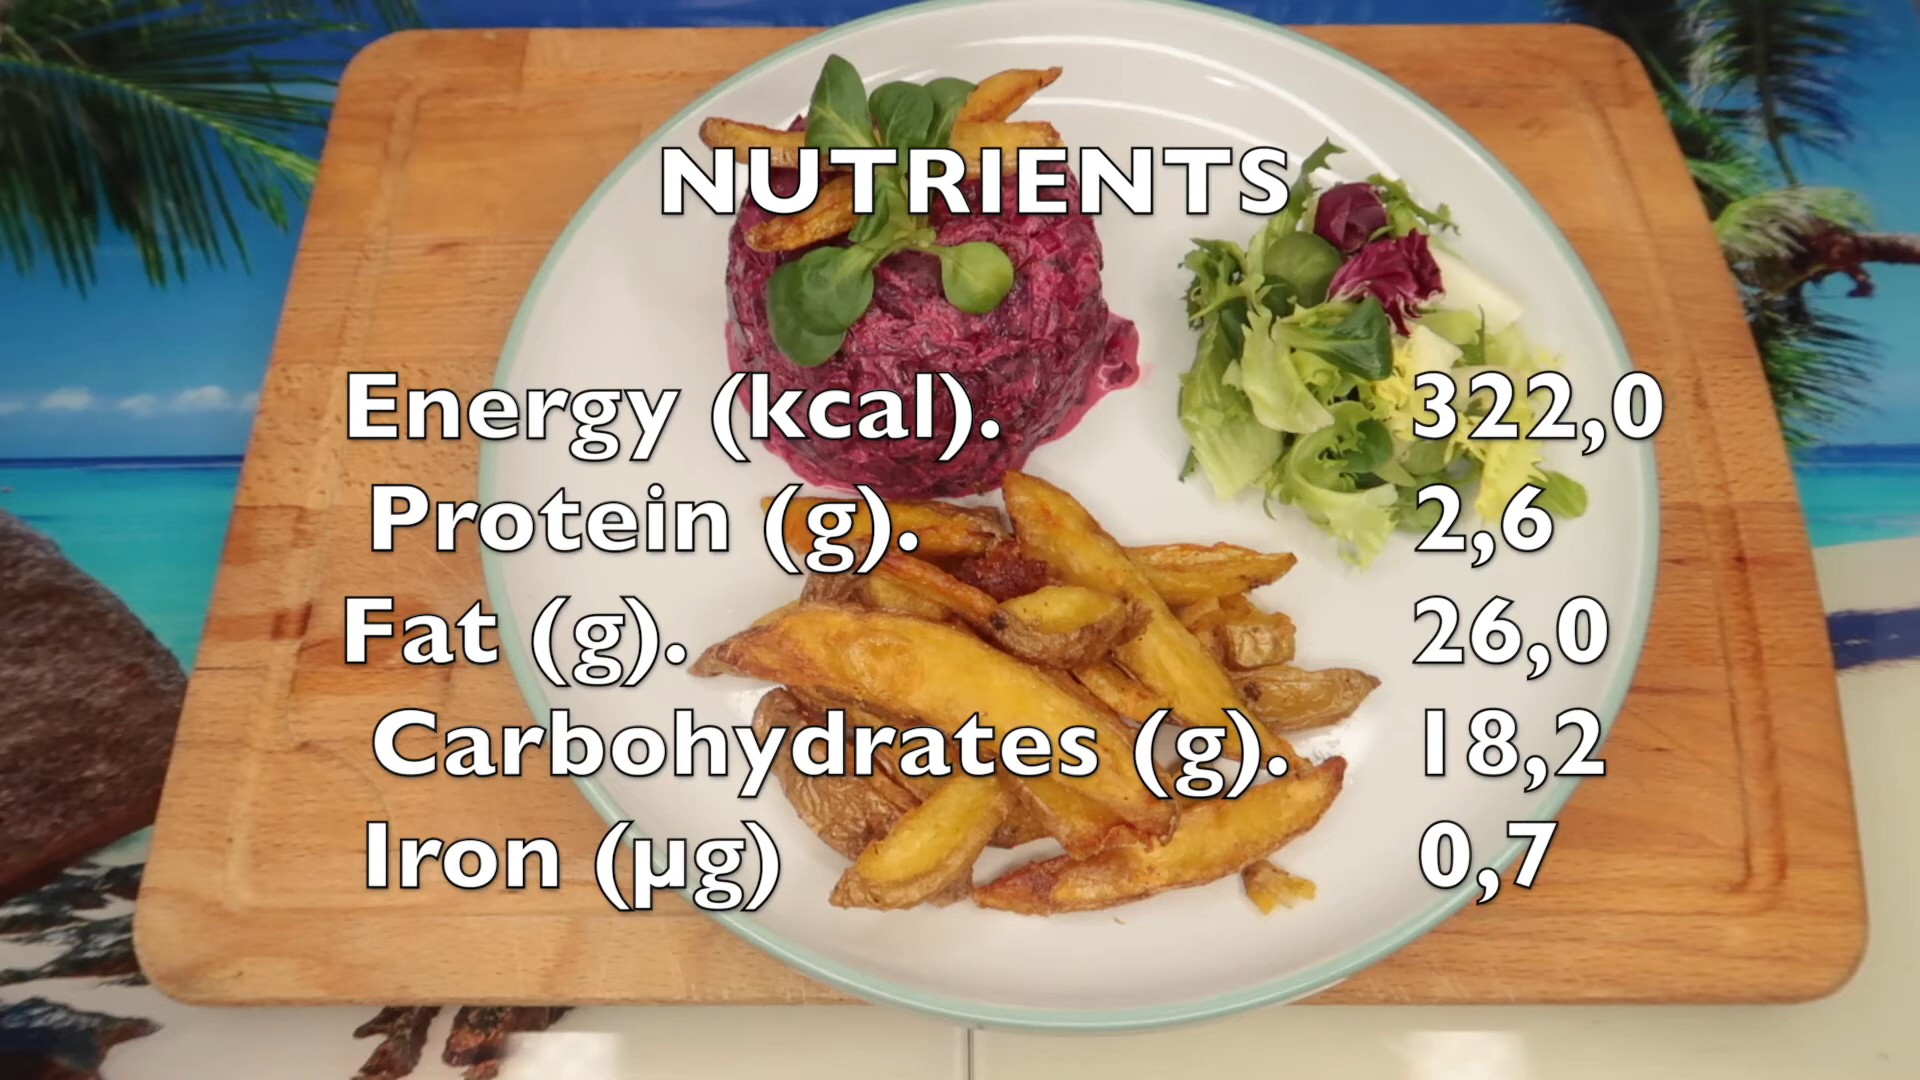 NUTRIENTS
Energy (kcal). 322,0
Protein (g). 2,6
Fat (g). 26,0
Carbohydrates (g). 18,2
Iron (µg) 0,7